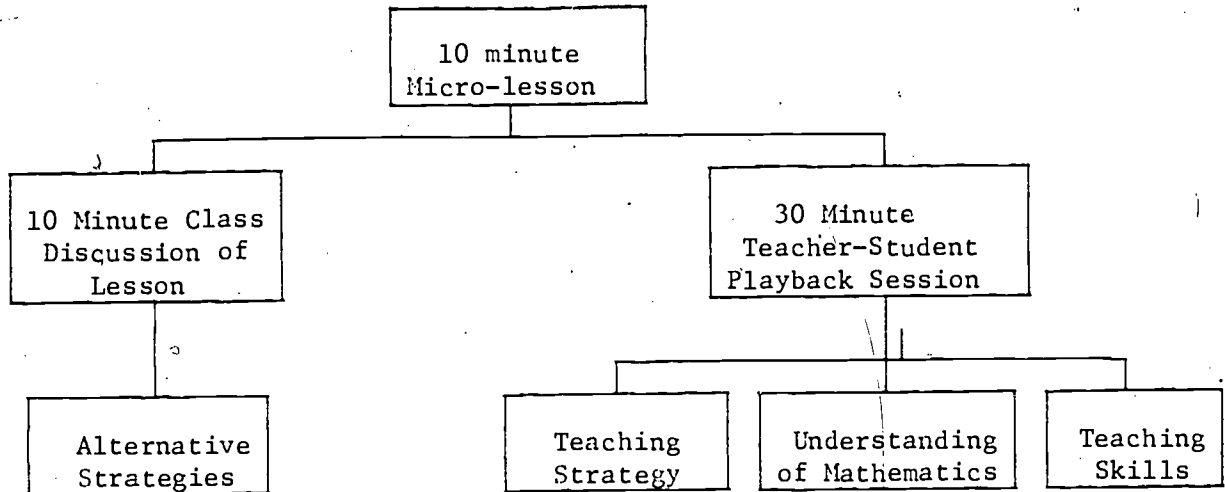 10 minute
Micro-lesson
10 Minute Class
Discussion of
Lesson
30 Minute
Teacher-Student
Playback Session
Alternative
Strategies
Teaching
Strategy
Understanding
of Mathematics
Teaching
Skills